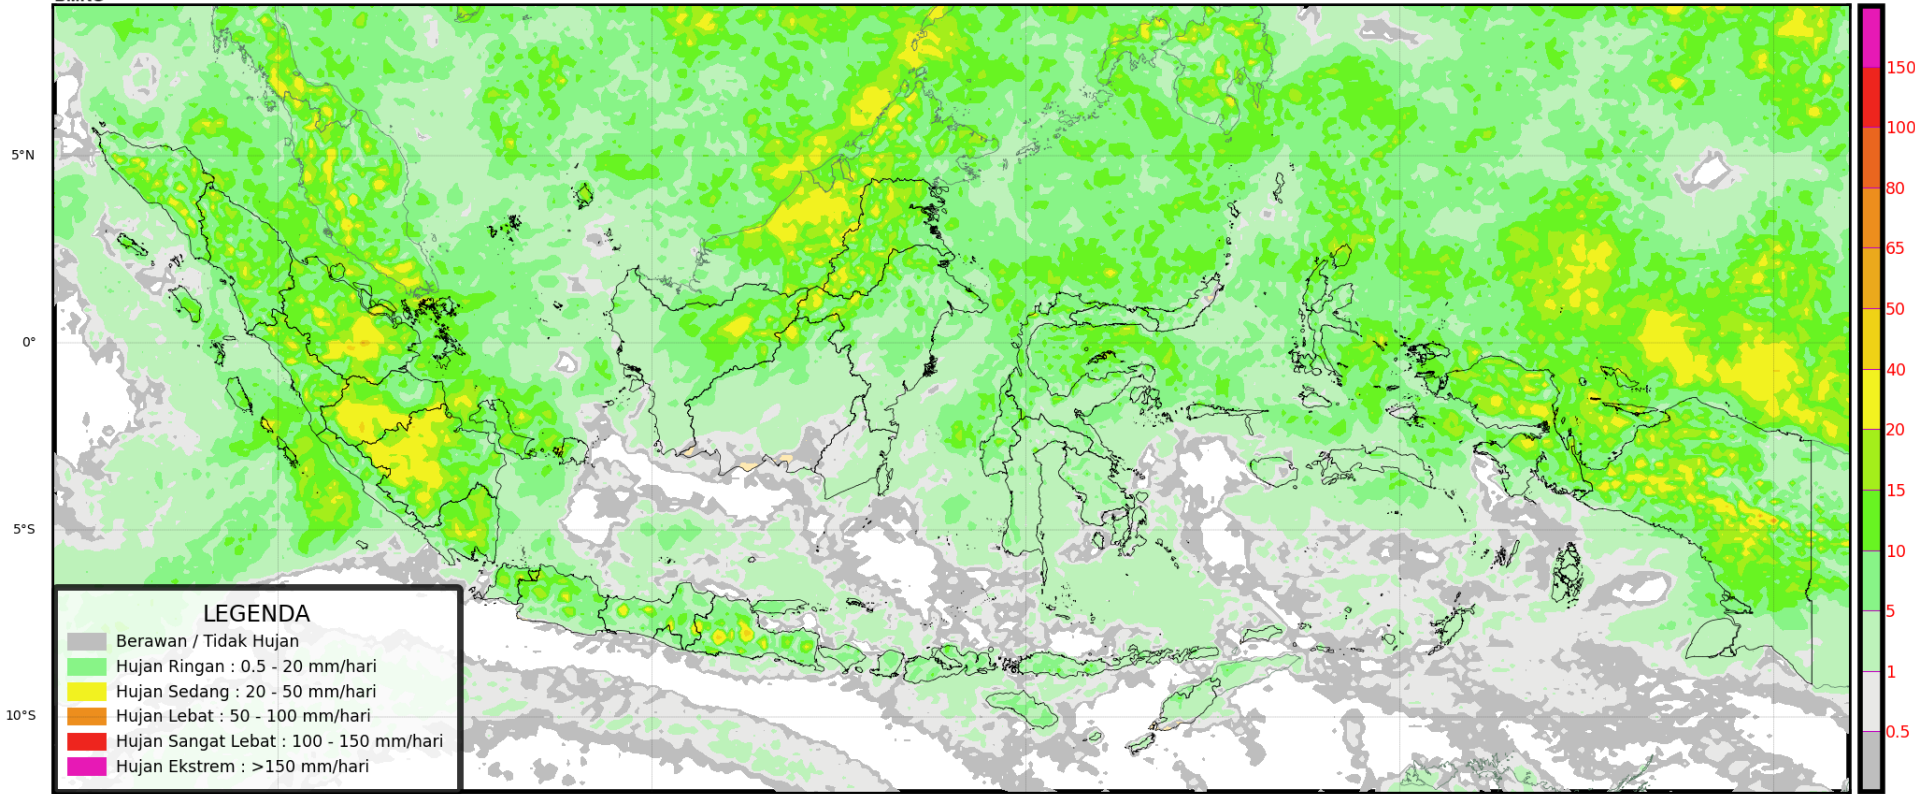 5°N
0°
5°S
10°S
LEGENDA
Berawan / Tidak Hujan
Hujan Ringan : 0.5 - 20 mm/hari
Hujan Sedang : 20 - 50 mm/hari
Hujan Lebat : 50 - 100 mm/hari
Hujan Sangat Lebat : 100 - 150 mm/hari
Hujan Ekstrem : >150 mm/hari
150
100
80
65
50
40
20
15
10
5
1
0.5